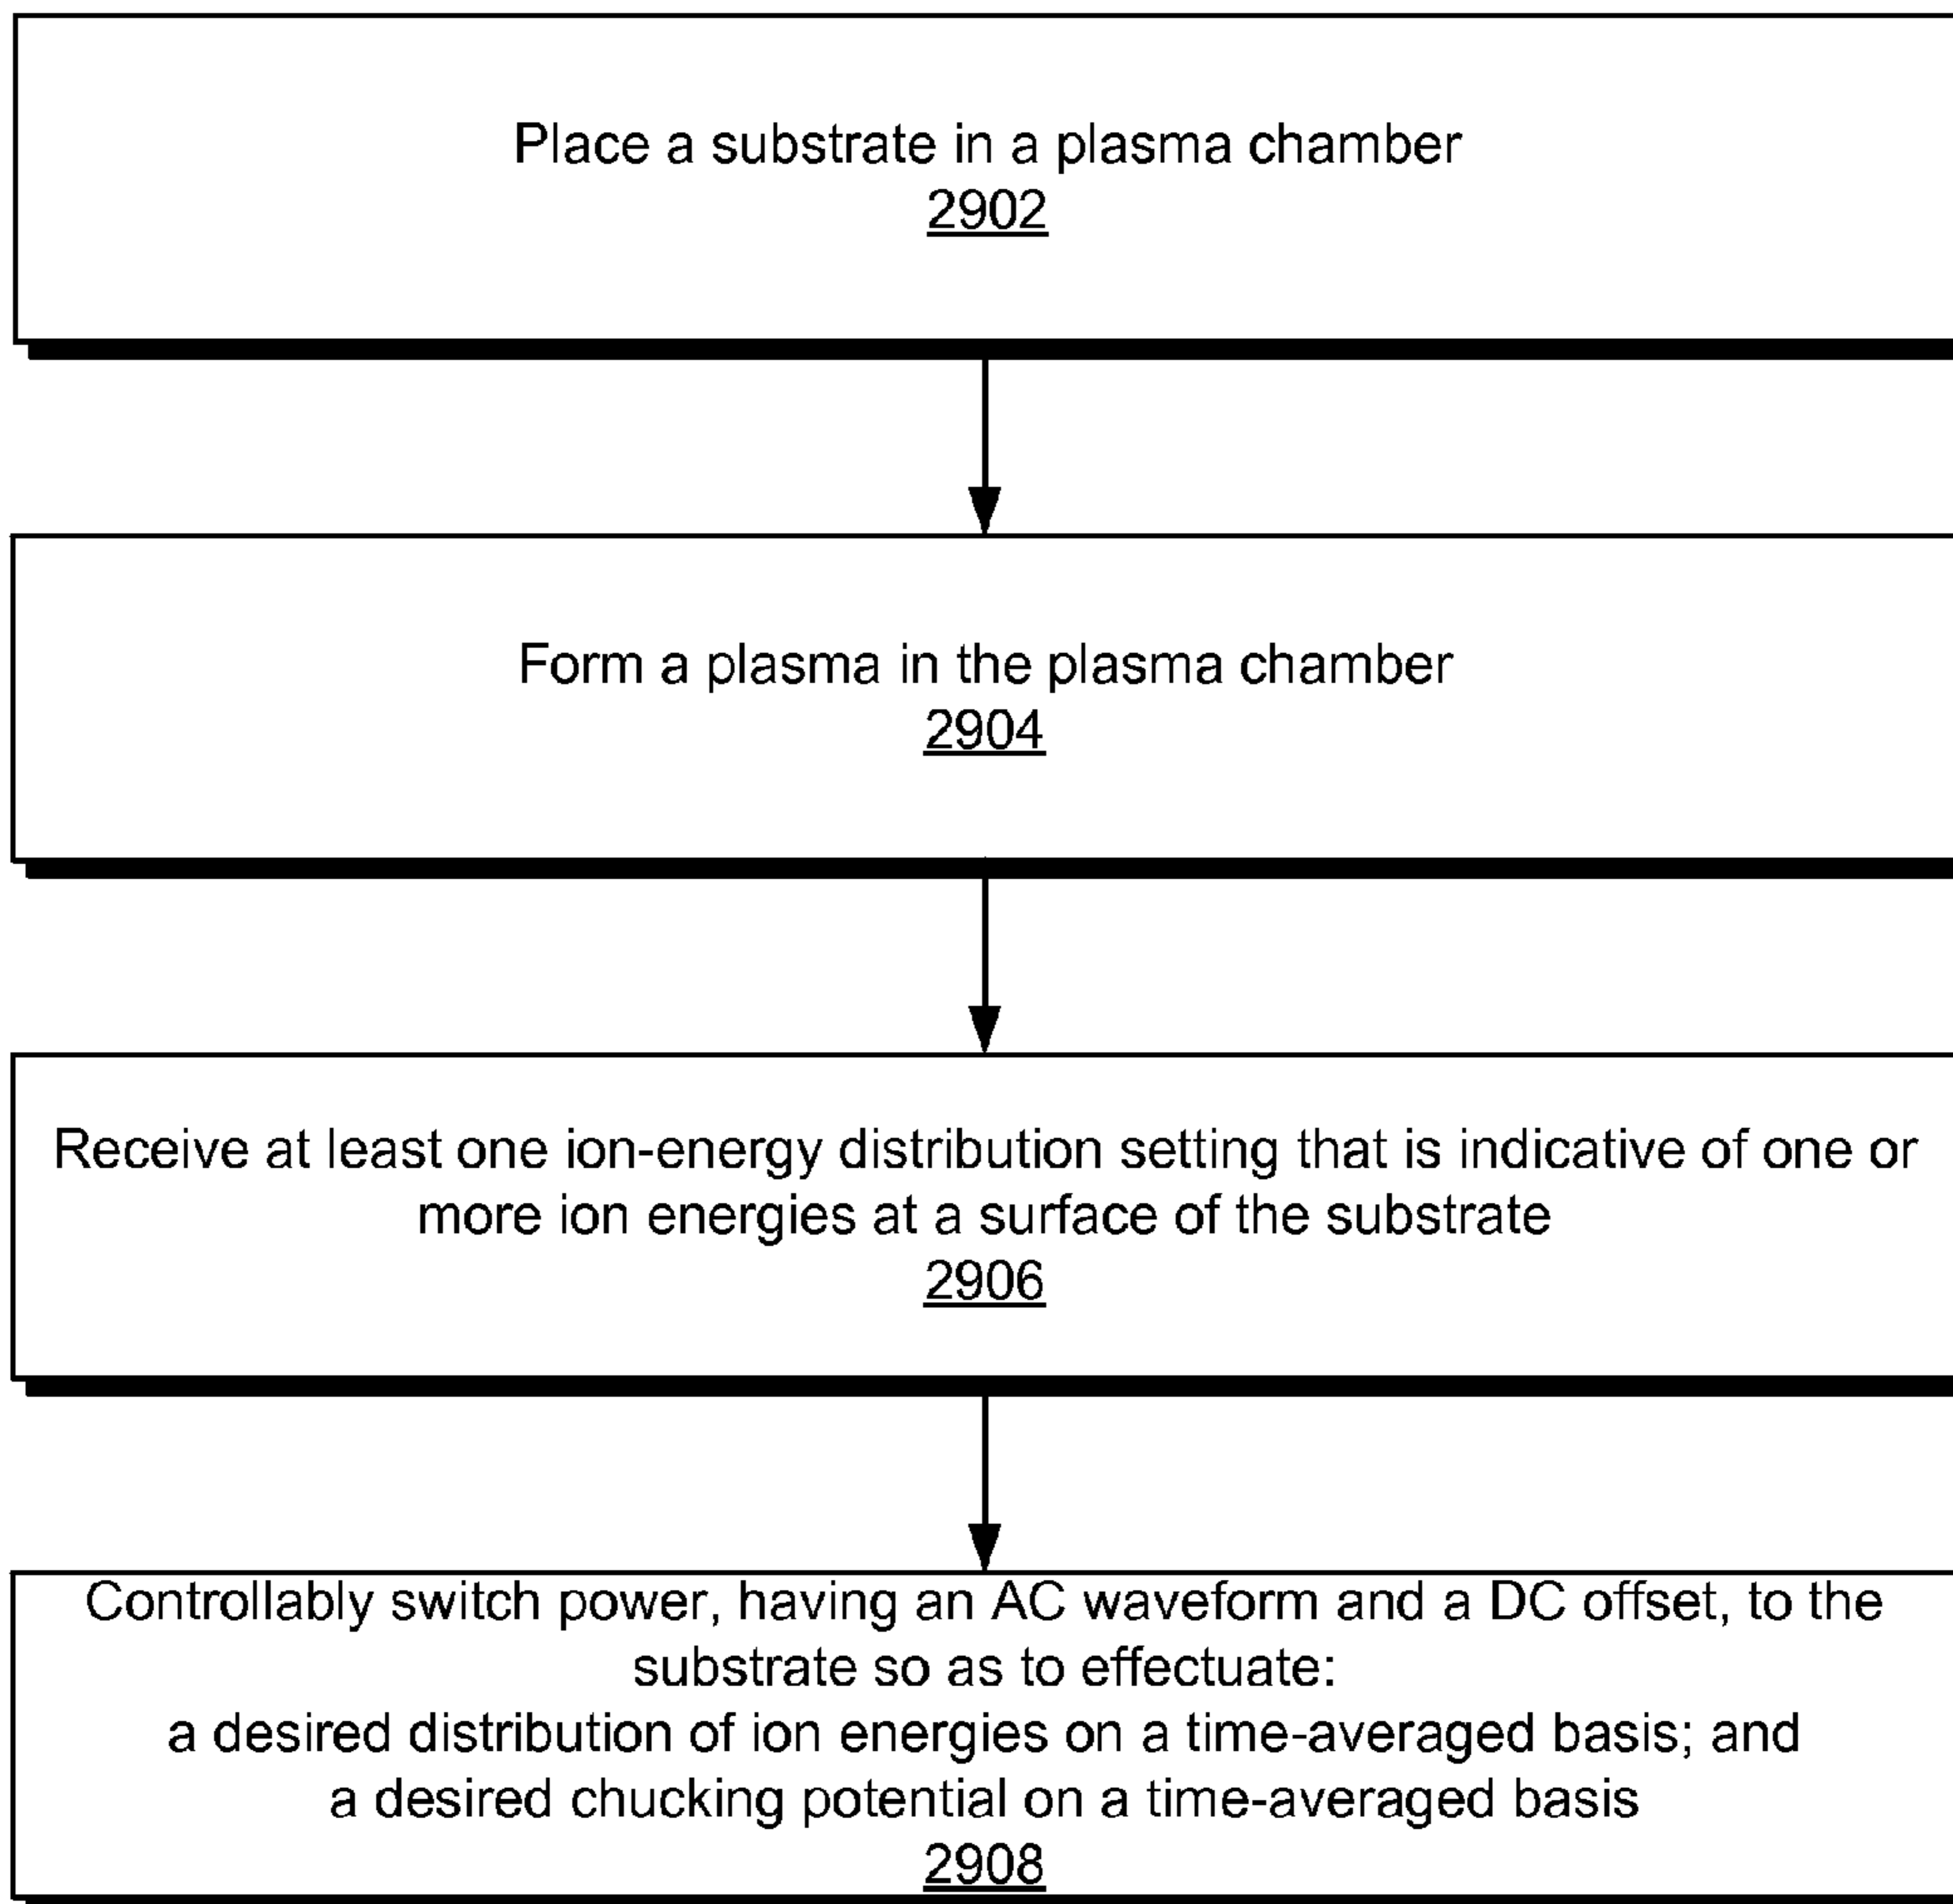 Place a substrate in a plasma chamber
2902
Form a plasma in the plasma chamber
2904
Receive at least one ion-energy distribution setting that is indicative of one or
more ion energies at a surface of the substrate
2906
Controllably switch power, having an AC waveform and a DC offset, to the
substrate so as to effectuate:
a desired distribution of ion energies on a time-averaged basis; and
a desired chucking potential on a time-averaged basis
2908